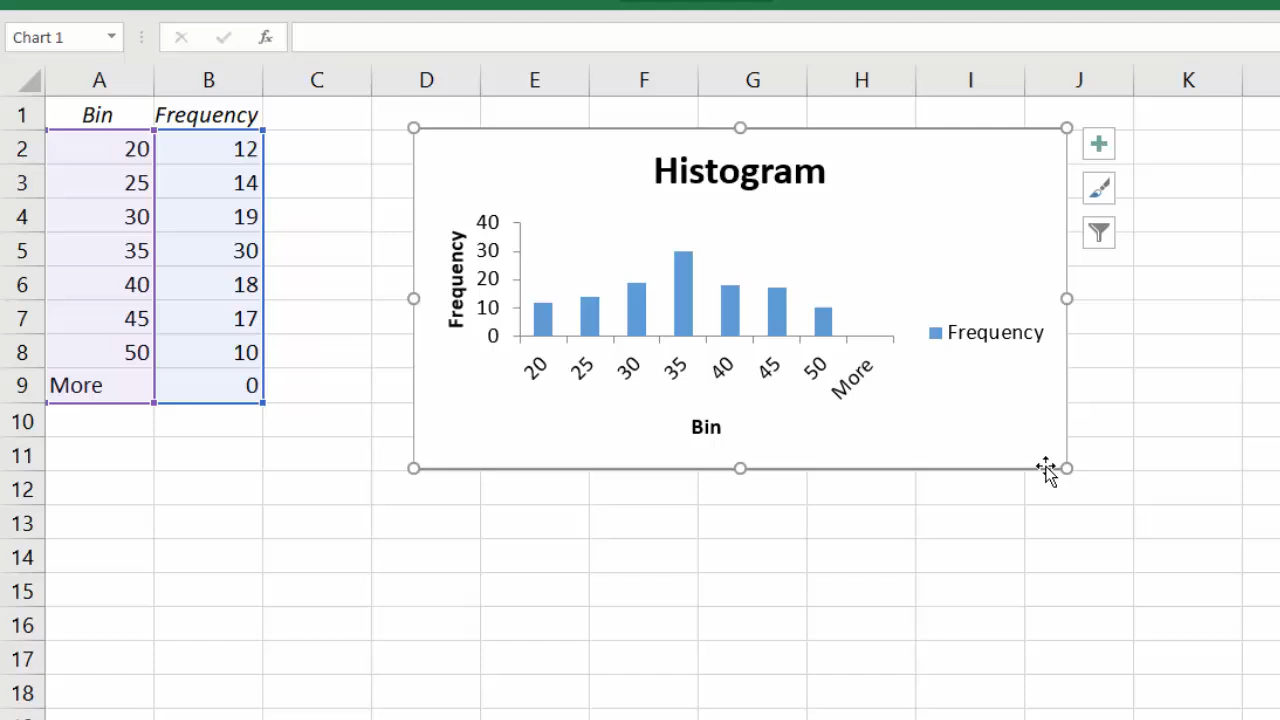 Chart 1
fx
A B C D E F G H I J K
1 Bin Frequency
2 20 12
3 25 14
4 30 19
5 35 30
6 40 18
7 45 17
8 50 10
9 More 0
10
11
12
13
14
15
16
17
18
Histogram
Frequency
40
30
20
10
0
20 25 30 35 40 45 50 More
Bin
Frequency